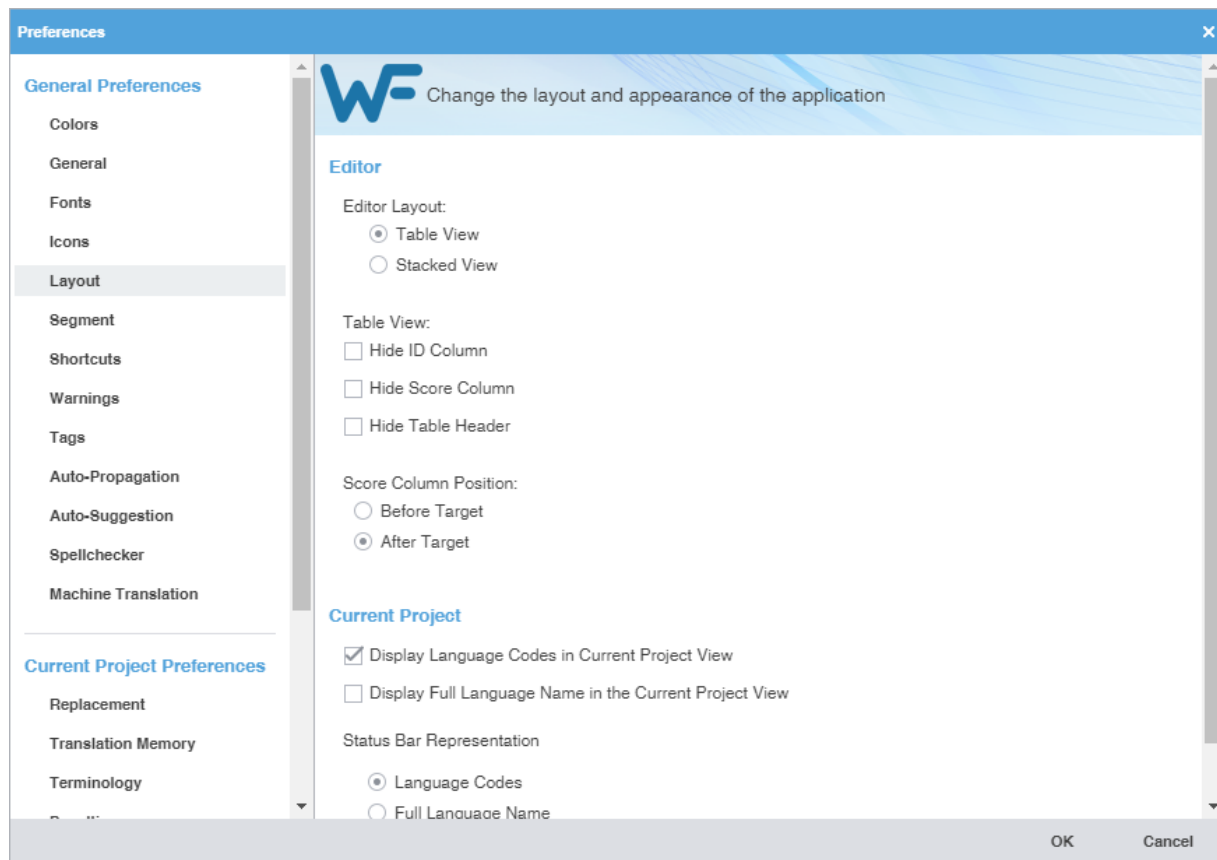 Preferences
General Preferences
Colors
General
Fonts
Icons
Layout
Segment
Shortcuts
Warnings
Tags
Auto-Propagation
Auto-Suggestion
Spellchecker
Machine Translation
Current Project Preferences
Replacement
Translation Memory
Terminology
WF
Change the layout and appearance of the application
Editor
Editor Layout:
Table View
Stacked View
Table View:
Hide ID Column
Hide Score Column
Hide Table Header
Score Column Position:
Before Target
After Target
Current Project
Display Language Codes in Current Project View
Display Full Language Name in the Current Project View
Status Bar Representation
Language Codes
Full Language Name
OK
Cancel